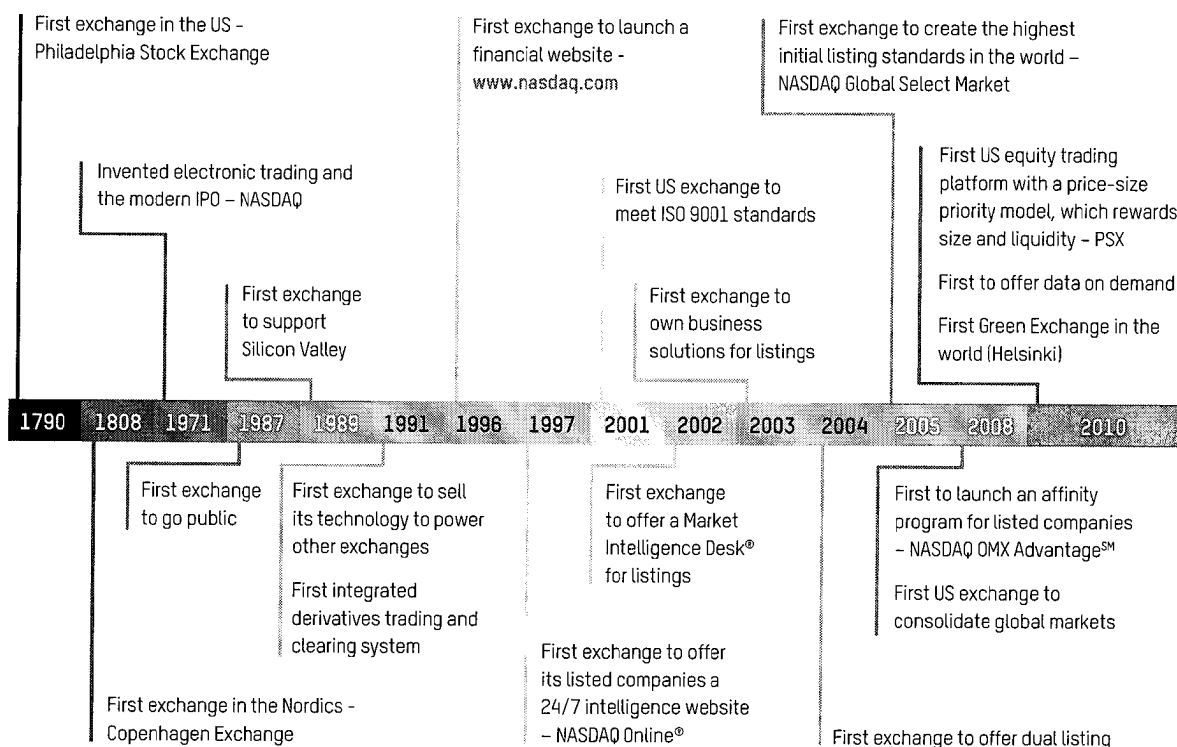 First exchange in the US –
Philadelphia Stock Exchange
First exchange to launch a
financial website -
www.nasdaq.com
First exchange to create the highest
initial listing standards in the world –
NASDAQ Global Select Market
Invented electronic trading and
the modern IPO – NASDAQ
First US exchange to
meet ISO 9001 standards
First US equity trading
platform with a price-size
priority model, which rewards
size and liquidity – PSX
First to offer data on demand
First Green Exchange in the
world (Helsinki)
First exchange
to support
Silicon Valley
First exchange to
own business
solutions for listings
1790 1808 1971 1987 1989 1991 1996 1997 2001 2002 2003 2004 2005 2008 2010
First exchange
to go public
First exchange to sell
its technology to power
other exchanges
First integrated
derivatives trading and
clearing system
First exchange
to offer a Market
Intelligence Desk®
for listings
First to launch an affinity
program for listed companies
– NASDAQ OMX Advantage℠
First US exchange to
consolidate global markets
First exchange in the Nordics -
Copenhagen Exchange
First exchange to offer
its listed companies a
24/7 intelligence website
– NASDAQ Online®
First exchange to offer dual listing